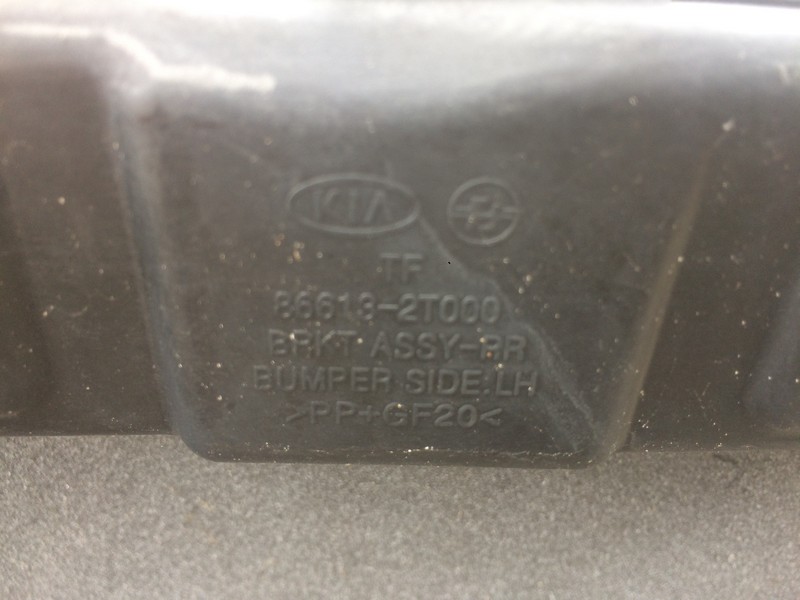 KIA
TF
86613-2T000
BRKT ASSY-RR
BUMPER SIDE:LH
>PP+GF20<